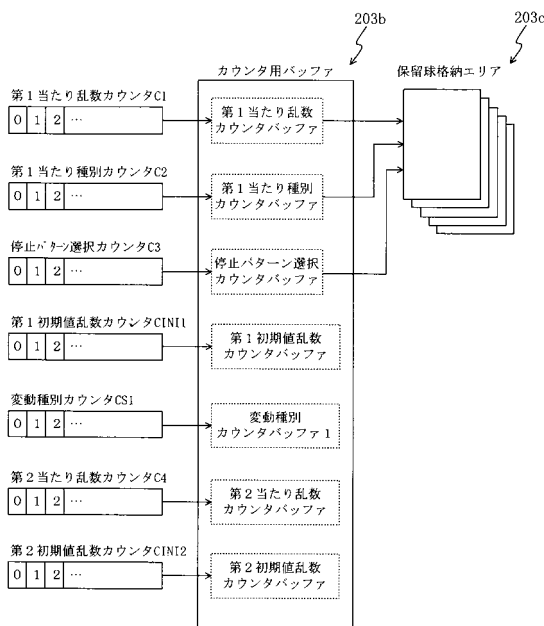 203b
203c
カウンタ用バッファ
保留球格納エリア
第1当たり乱数カウンタC1
0 1 2 …
第1当たり乱数
カウンタバッファ
第1当たり種別カウンタC2
0 1 2 …
第1当たり種別
カウンタバッファ
停止パターン選択カウンタC3
0 1 2 …
停止パターン選択
カウンタバッファ
第1初期値乱数カウンタCINI1
0 1 2 …
第1初期値乱数
カウンタバッファ
変動種別カウンタCS1
0 1 2 …
変動種別
カウンタバッファ1
第2当たり乱数カウンタC4
0 1 2 …
第2当たり乱数
カウンタバッファ
第2初期値乱数カウンタCINI2
0 1 2 …
第2初期値乱数
カウンタバッファ